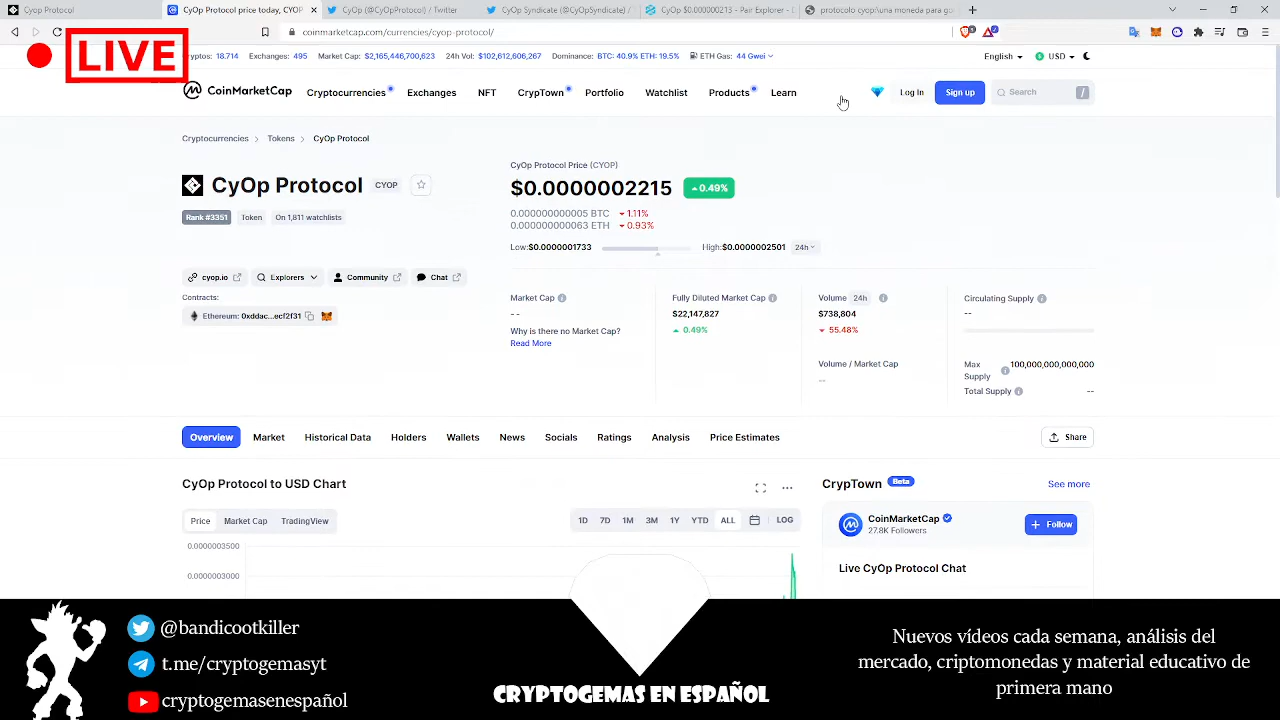 Cyop Protocol
CyOp Protocol price today, CYOP
CyOp (@CyOpProtocol) / Twitter
CyOp Syndicate (@CyOpSyndicate) /
CyOp $0.000000213 - Pair Explorer -
protocolo cyop!una moneda para go
coinmarketcap.com/currencies/cyop-protocol/
LIVE
ptos: 18.714 Exchanges: 495 Market Cap: $2,165,446,700,623 24h Vol: $102,612,606,267 Dominance: BTC: 40.9% ETH: 19.5% ETH Gas: 44 Gwei
English USD
CoinMarketCap
Cryptocurrencies Exchanges NFT CrypTown Portfolio Watchlist Products Learn
Log In Sign up Search /
Cryptocurrencies > Tokens > CyOp Protocol
CyOp Protocol CYOP
Rank #3351 Token On 1,811 watchlists
cyop.io Explorers Community Chat
Contracts:
Ethereum: 0xddac...ecf2f31
CyOp Protocol Price (CYOP)
$0.0000002215 0.49%
0.000000000005 BTC 1.11%
0.000000000063 ETH 0.93%
Low:$0.0000001733 High:$0.0000002501 24h
Market Cap
--
Why is there no Market Cap?
Read More
Fully Diluted Market Cap
$22,147,827
0.49%
Volume 24h
$738,804
55.48%
Volume / Market Cap
--
Circulating Supply
--
Max Supply 100,000,000,000,000
Total Supply --
Overview Market Historical Data Holders Wallets News Socials Ratings Analysis Price Estimates Share
CyOp Protocol to USD Chart
Price Market Cap TradingView
1D 7D 1M 3M 1Y YTD ALL LOG
0.0000003500
0.0000003000
CrypTown Beta See more
CoinMarketCap
27.8K Followers
+ Follow
Live CyOp Protocol Chat
@bandicootkiller
t.me/cryptogemasyt
cryptogemasenespañol
CRYPTOGEMAS EN ESPAÑOL
Nuevos vídeos cada semana, análisis del
mercado, criptomonedas y material educativo de
primera mano